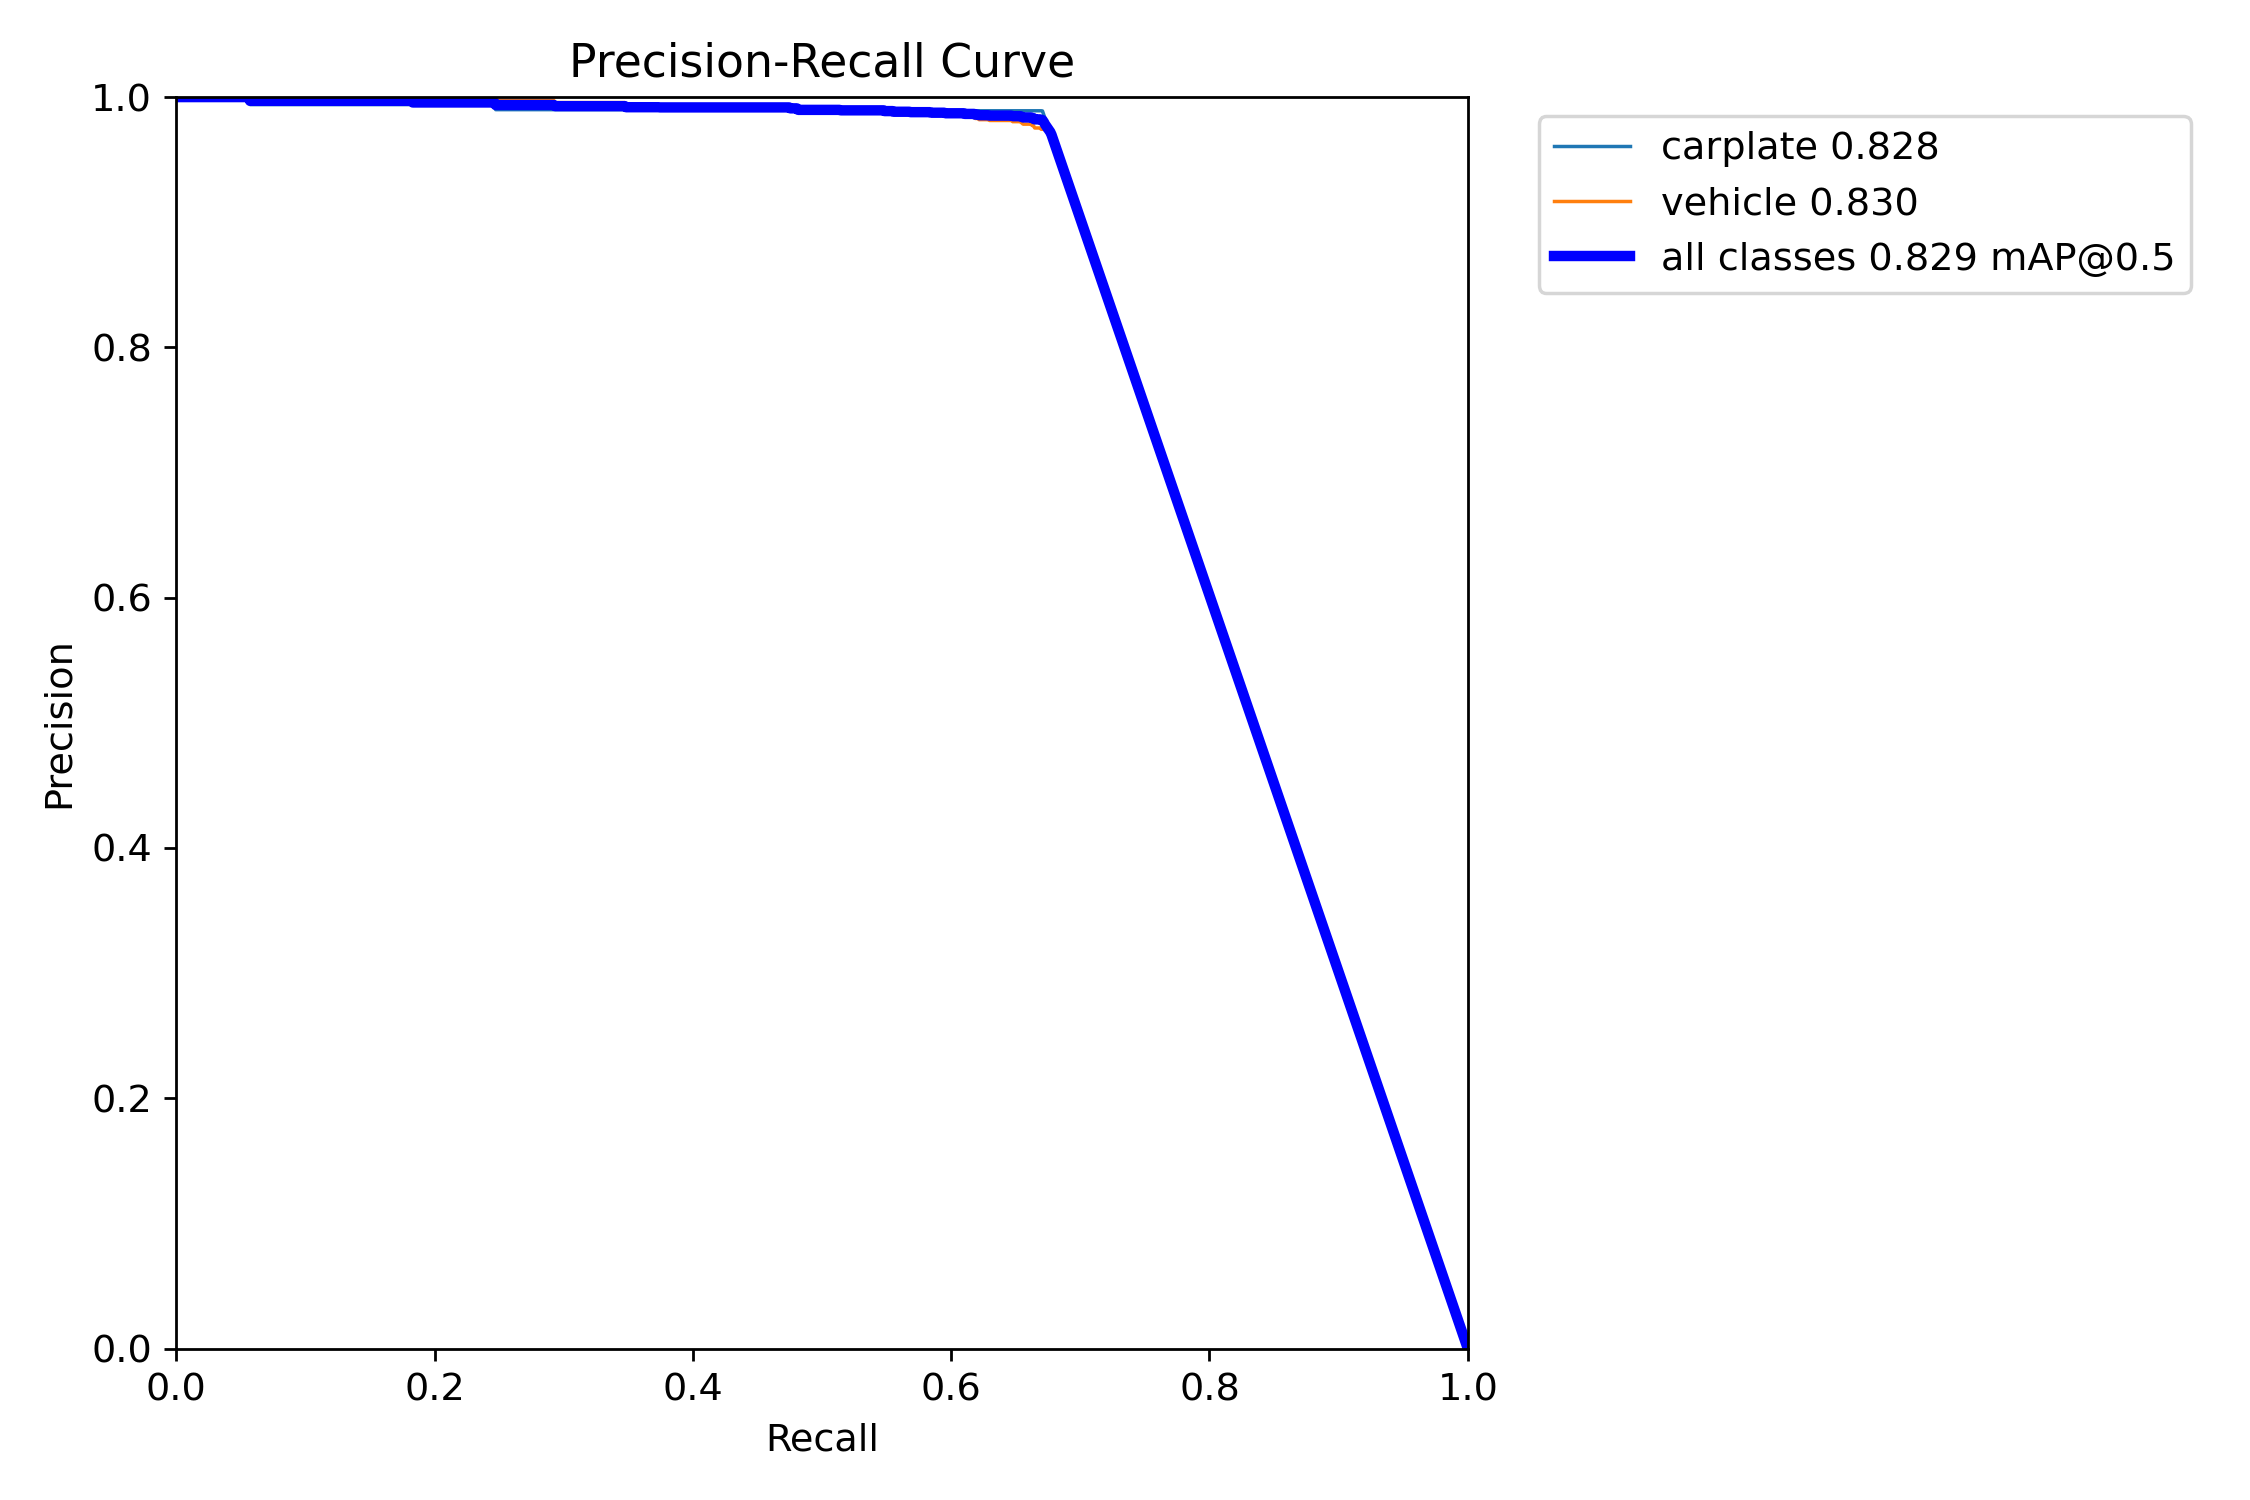 Precision-Recall Curve
1.0
0.8
0.6
0.4
0.2
0.0
Precision
0.0 0.2 0.4 0.6 0.8 1.0
Recall
carplate 0.828
vehicle 0.830
all classes 0.829 mAP@0.5